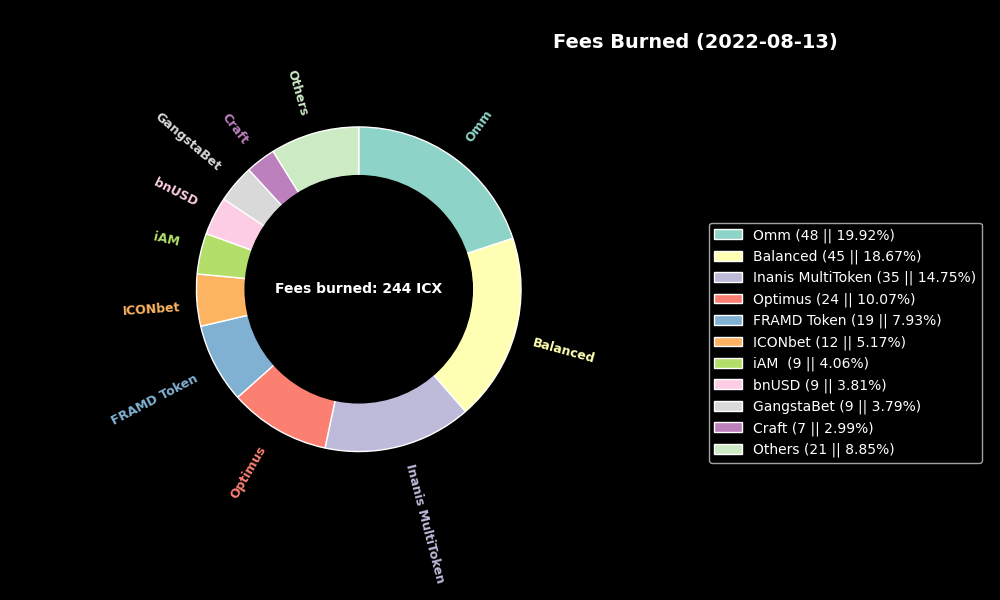 Fees Burned (2022-08-13)
Others
Omm
Craft
GangstaBet
bnUSD
iAM
ICONbet
FRAMD Token
Optimus
Inanis MultiToken
Balanced
Fees burned: 244 ICX
Omm (48 || 19.92%)
Balanced (45 || 18.67%)
Inanis MultiToken (35 || 14.75%)
Optimus (24 || 10.07%)
FRAMD Token (19 || 7.93%)
ICONbet (12 || 5.17%)
iAM  (9 || 4.06%)
bnUSD (9 || 3.81%)
GangstaBet (9 || 3.79%)
Craft (7 || 2.99%)
Others (21 || 8.85%)